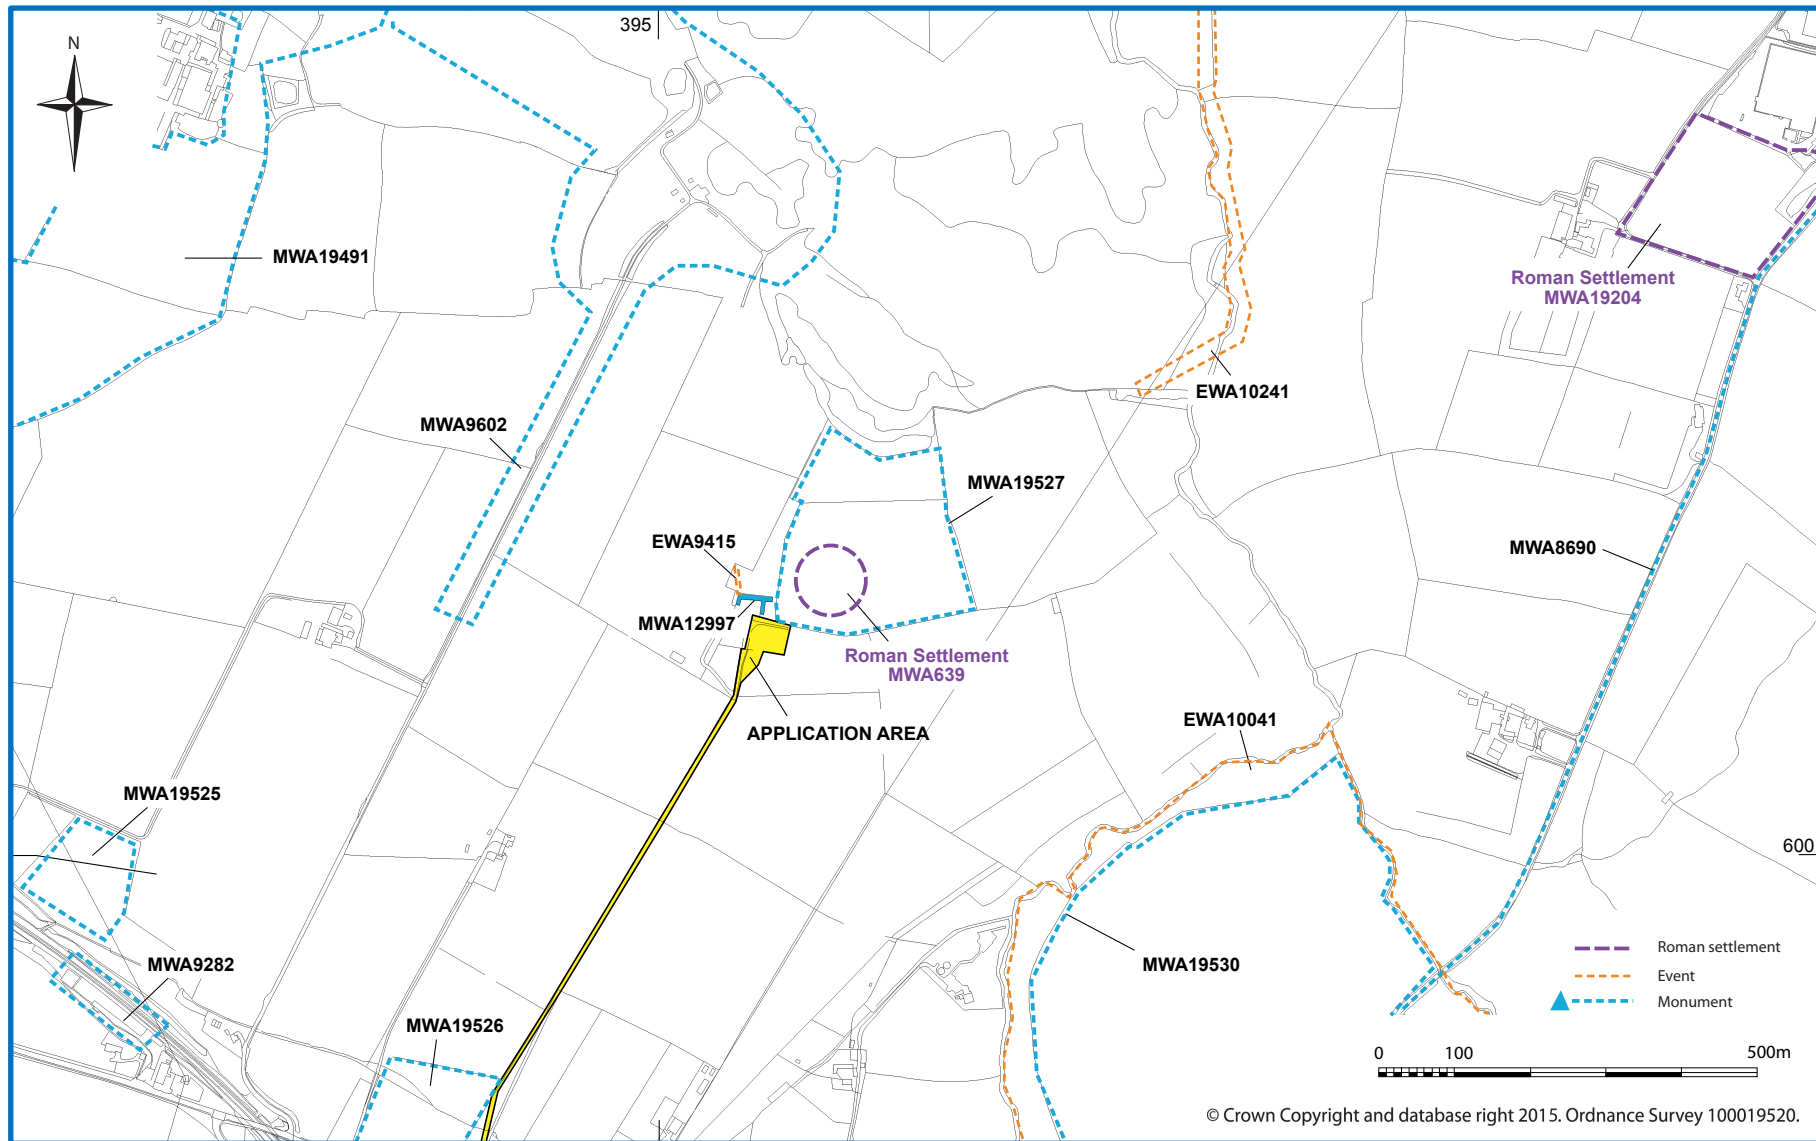 395
N
MWA19491
Roman Settlement
MWA19204
EWA10241
MWA9602
MWA19527
EWA9415
MWA8690
MWA12997
Roman Settlement
MWA639
EWA10041
APPLICATION AREA
MWA19525
600
Roman settlement
MWA9282
MWA19530
Event
Monument
MWA19526
0 100 500m
© Crown Copyright and database right 2015. Ordnance Survey 100019520.